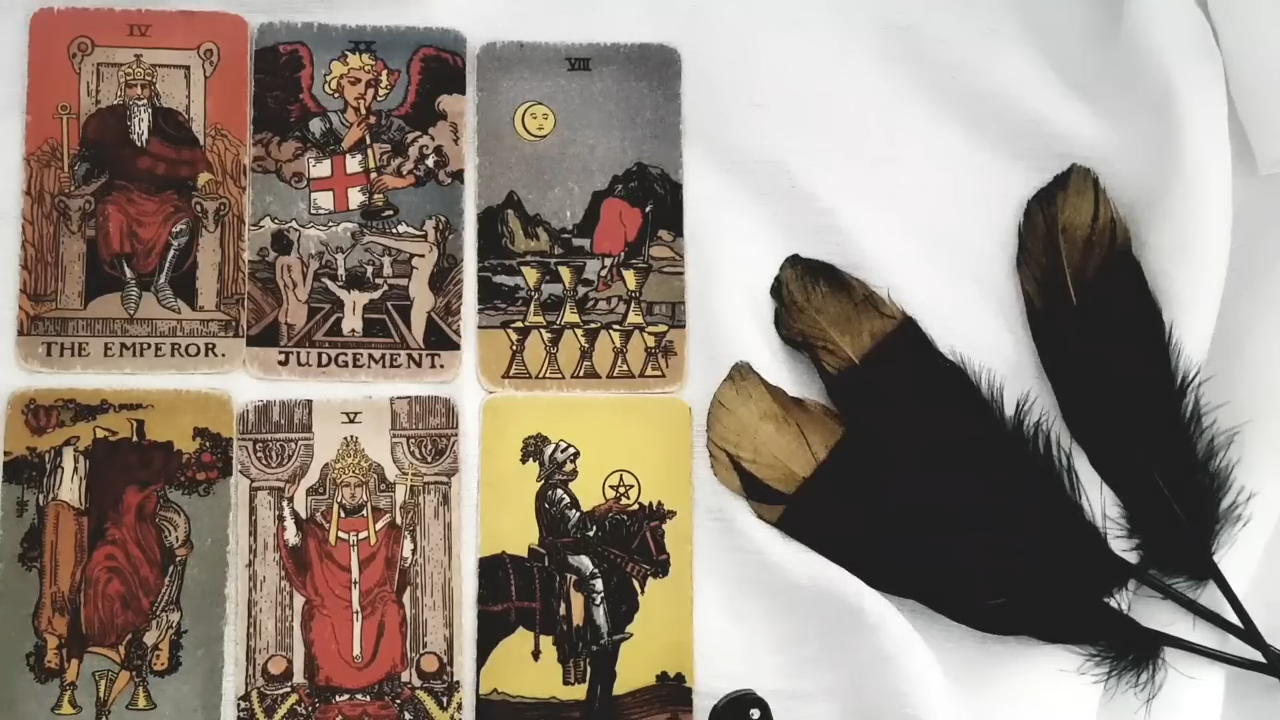 IV
THE EMPEROR.
XX
JUDGEMENT.
VIII
V